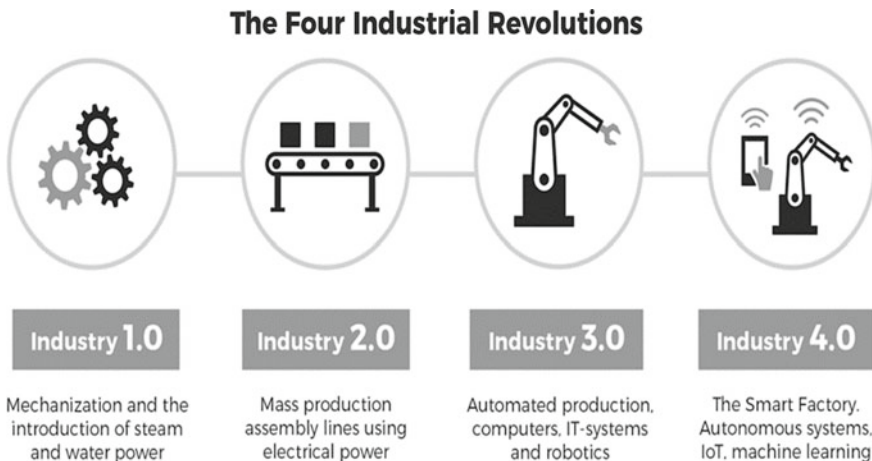 The Four Industrial Revolutions
Industry 1.0
Industry 2.0
Industry 3.0
Industry 4.0
Mechanization and the
introduction of steam
and water power
Mass production
assembly lines using
electrical power
Automated production,
computers, IT-systems
and robotics
The Smart Factory.
Autonomous systems,
IoT, machine learning